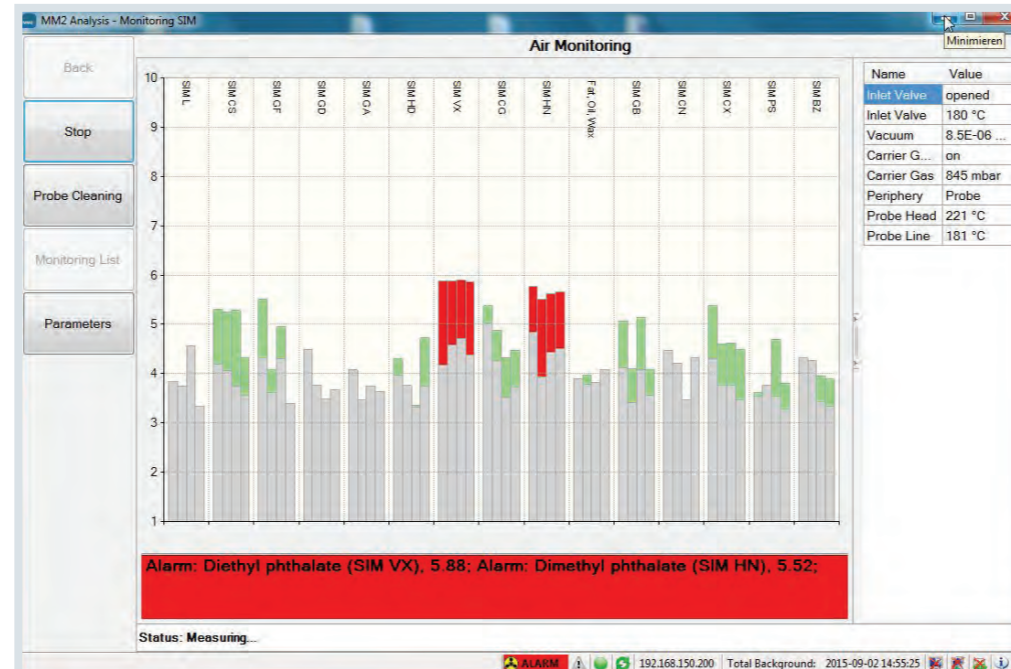 MM2 Analysis - Monitoring SIM
Minimieren
Air Monitoring
Back
Stop
Probe Cleaning
Monitoring List
Parameters
10
9
8
7
6
5
4
3
2
1
SIM L
SIM CS
SIM GF
SIM GD
SIM GA
SIM HD
SIM VX
SIM CG
SIM HN
Fat, Oil, Wax
SIM GB
SIM CN
SIM CX
SIM PS
SIM BZ
Name Value
Inlet Valve opened
Inlet Valve 180 °C
Vacuum 8.5E-06 ...
Carrier G... on
Carrier Gas 845 mbar
Periphery Probe
Probe Head 221 °C
Probe Line 181 °C
Alarm: Diethyl phthalate (SIM VX), 5.88; Alarm: Dimethyl phthalate (SIM HN), 5.52;
Status: Measuring...
ALARM 192.168.150.200 Total Background: 2015-09-02 14:55:25